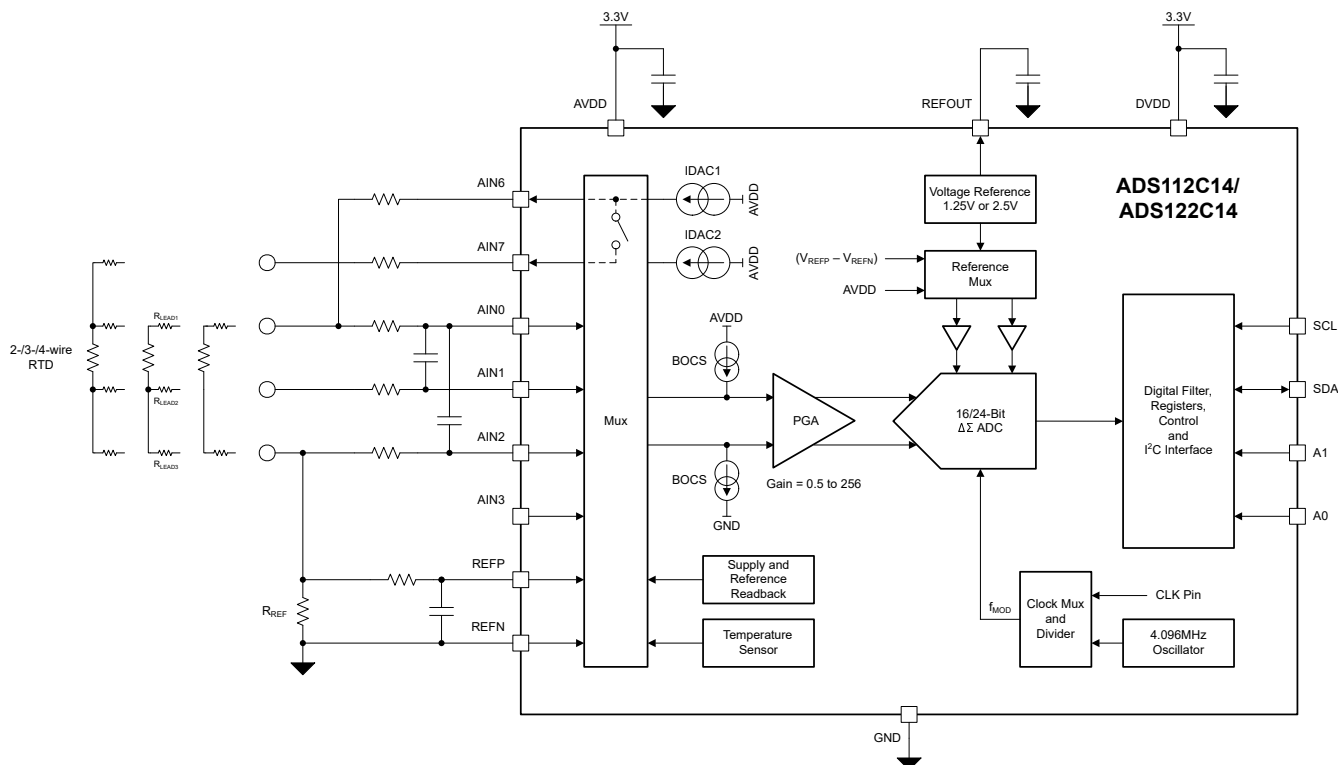 3.3V
3.3V
AVDD
REFOUT
DVDD
AIN6
IDAC1
AVDD
Voltage Reference
1.25V or 2.5V
ADS112C14/
ADS122C14
AIN7
IDAC2
AVDD
(VREFP – VREFN)
AVDD
Reference
Mux
2-/3-/4-wire
RTD
RLEAD1
RLEAD2
RLEAD3
AIN0
AIN1
AIN2
AIN3
REFP
REFN
RREF
Mux
AVDD
BOCS
BOCS
GND
PGA
Gain = 0.5 to 256
16/24-Bit
ΔΣ ADC
Digital Filter,
Registers,
Control
and
I²C Interface
SCL
SDA
A1
A0
Supply and
Reference
Readback
Temperature
Sensor
fMOD
Clock Mux
and
Divider
CLK Pin
4.096MHz
Oscillator
GND